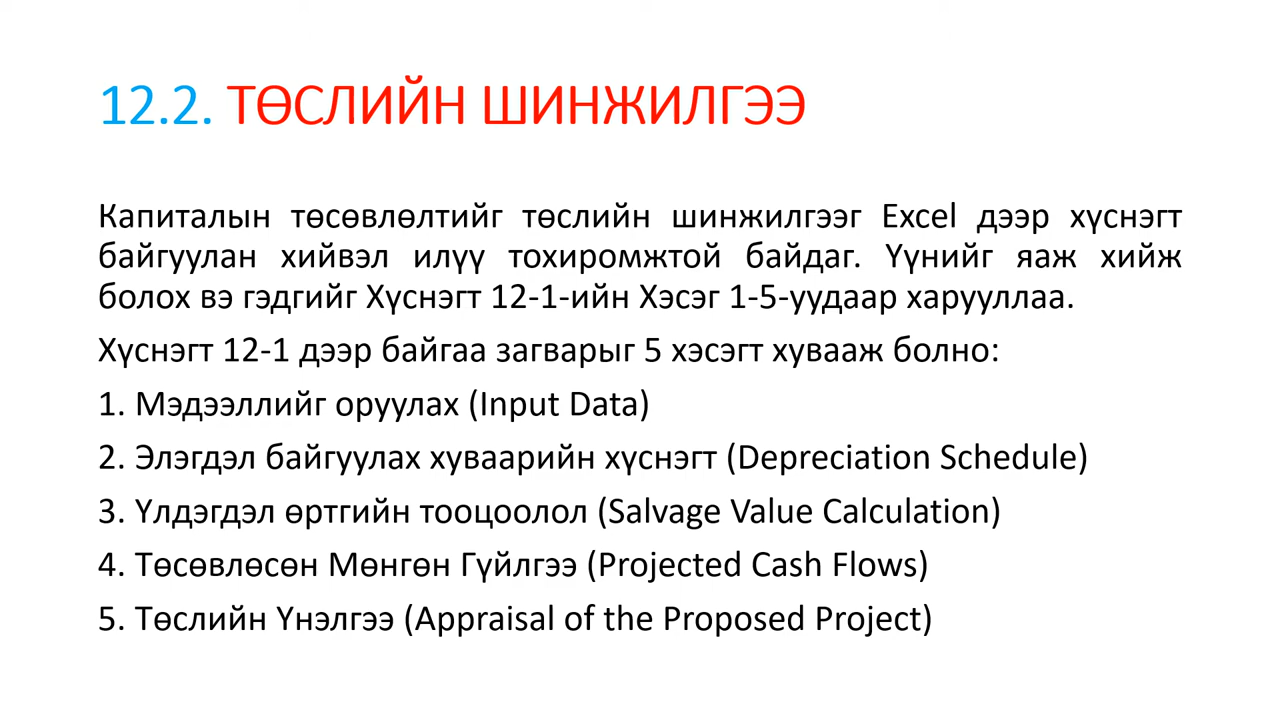 12.2. ТӨСЛИЙН ШИНЖИЛГЭЭ
Капиталын төсөвлөлтийг төслийн шинжилгээг Excel дээр хүснэгт
байгуулан хийвэл илүү тохиромжтой байдаг. Үүнийг яаж хийж
болох вэ гэдгийг Хүснэгт 12-1-ийн Хэсэг 1-5-уудаар харууллаа.
Хүснэгт 12-1 дээр байгаа загварыг 5 хэсэгт хувааж болно:
1. Мэдээллийг оруулах (Input Data)
2. Элэгдэл байгуулах хуваарийн хүснэгт (Depreciation Schedule)
3. Үлдэгдэл өртгийн тооцоолол (Salvage Value Calculation)
4. Төсөвлөсөн Мөнгөн Гүйлгээ (Projected Cash Flows)
5. Төслийн Үнэлгээ (Appraisal of the Proposed Project)